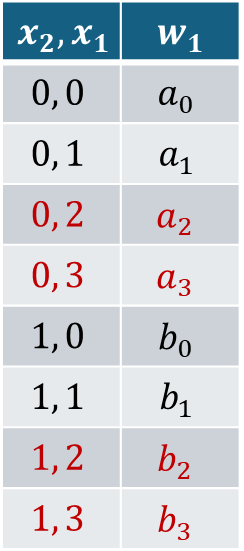 x₂, x₁ w₁
0, 0 a₀
0, 1 a₁
0, 2 a₂
0, 3 a₃
1, 0 b₀
1, 1 b₁
1, 2 b₂
1, 3 b₃